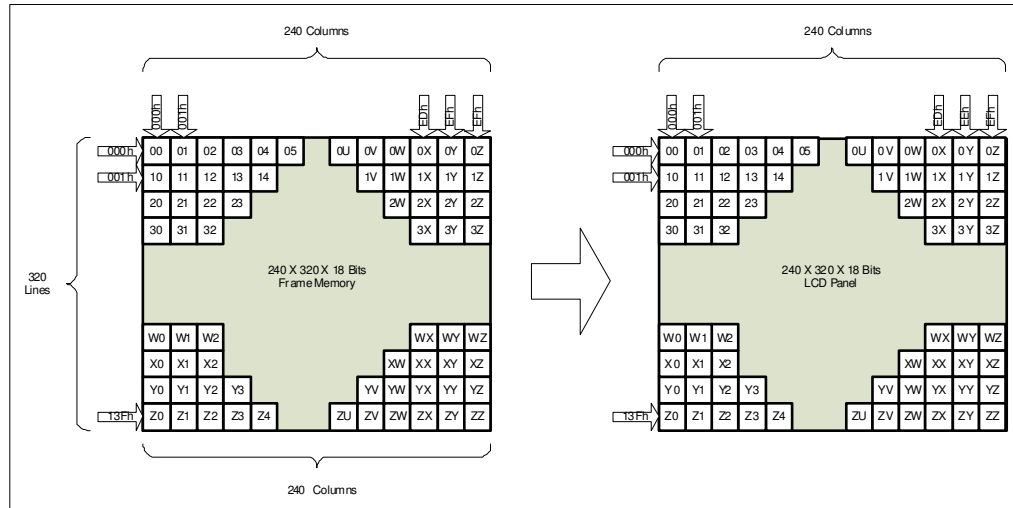 240 Columns
240 Columns
000h 001h EDh EFh EFh
000h 001h EDh EEh EFh
000h 00 01 02 03 04 05 0U 0V 0W 0X 0Y 0Z
000h 00 01 02 03 04 05 0U 0V 0W 0X 0Y 0Z
001h 10 11 12 13 14 1V 1W 1X 1Y 1Z
001h 10 11 12 13 14 1V 1W 1X 1Y 1Z
20 21 22 23 2W 2X 2Y 2Z
20 21 22 23 2W 2X 2Y 2Z
30 31 32 3X 3Y 3Z
30 31 32 3X 3Y 3Z
320
Lines
240 X 320 X 18 Bits
Frame Memory
240 X 320 X 18 Bits
LCD Panel
W0 W1 W2 WX WY WZ
W0 W1 W2 WX WY WZ
X0 X1 X2 XW XX XY XZ
X0 X1 X2 XW XX XY XZ
Y0 Y1 Y2 Y3 YV YW YX YY YZ
Y0 Y1 Y2 Y3 YV YW YX YY YZ
13Fh Z0 Z1 Z2 Z3 Z4 ZU ZV ZW ZX ZY ZZ
13Fh Z0 Z1 Z2 Z3 Z4 ZU ZV ZW ZX ZY ZZ
240 Columns